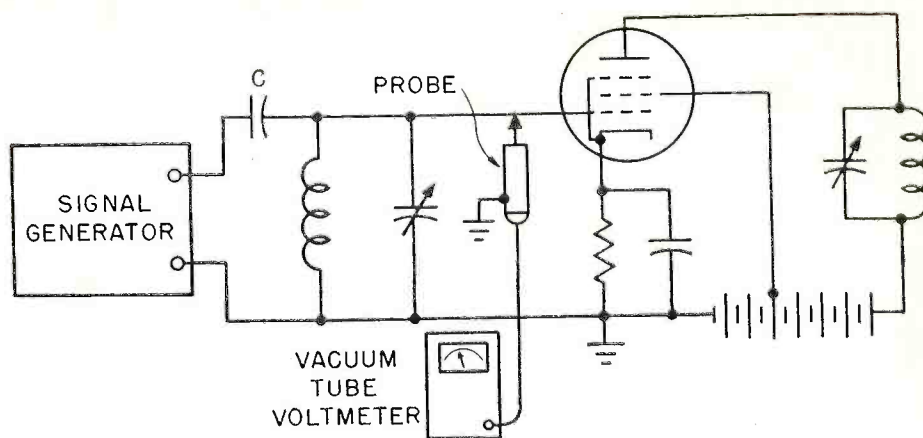 C
PROBE
SIGNAL
GENERATOR
VACUUM
TUBE
VOLTMETER